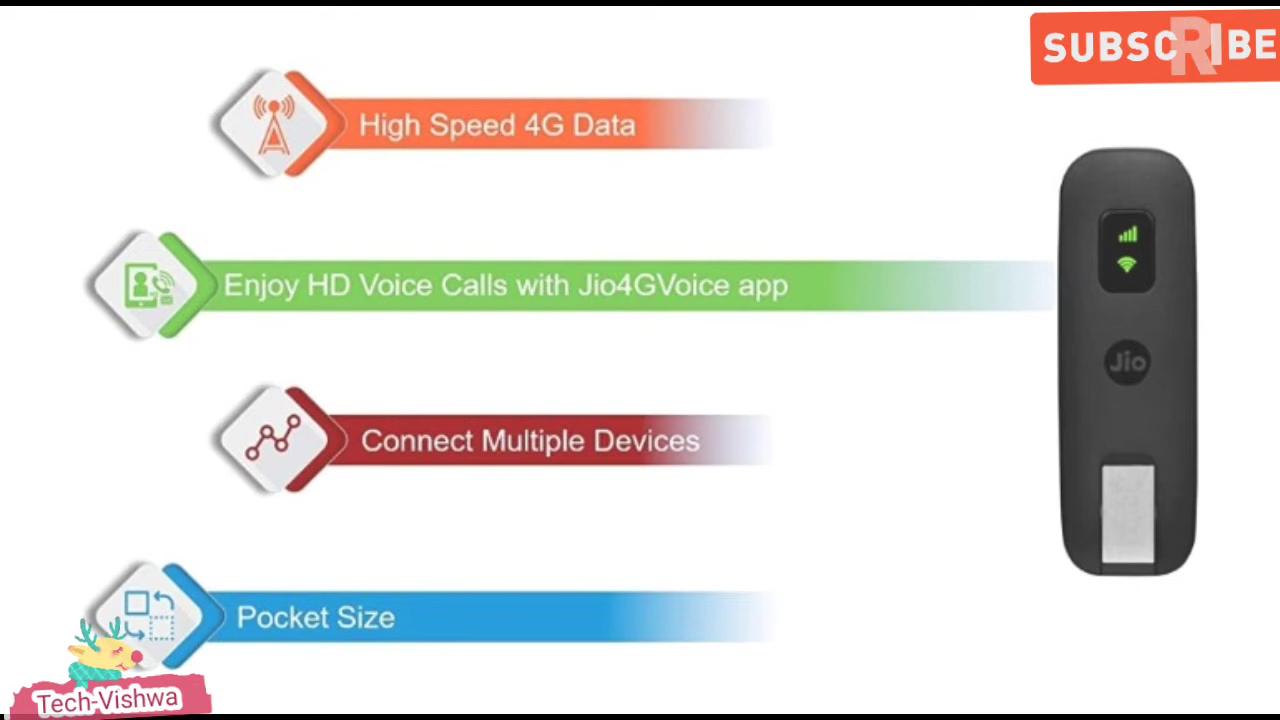 SUBSCRIBE
High Speed 4G Data
Enjoy HD Voice Calls with Jio4GVoice app
Jio
Connect Multiple Devices
Pocket Size
Tech-Vishwa